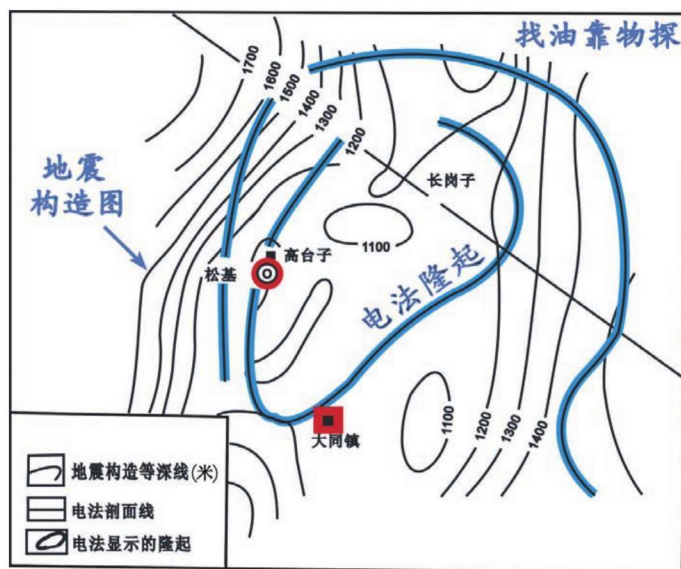 找油靠物探
1700
1600
1500
1400
1300
1200
地震
构造图
长岗子
1100
高台子
松基
电法隆起
1100
1200
1300
1400
大同镇
地震构造等深线(米)
电法剖面线
电法显示的隆起